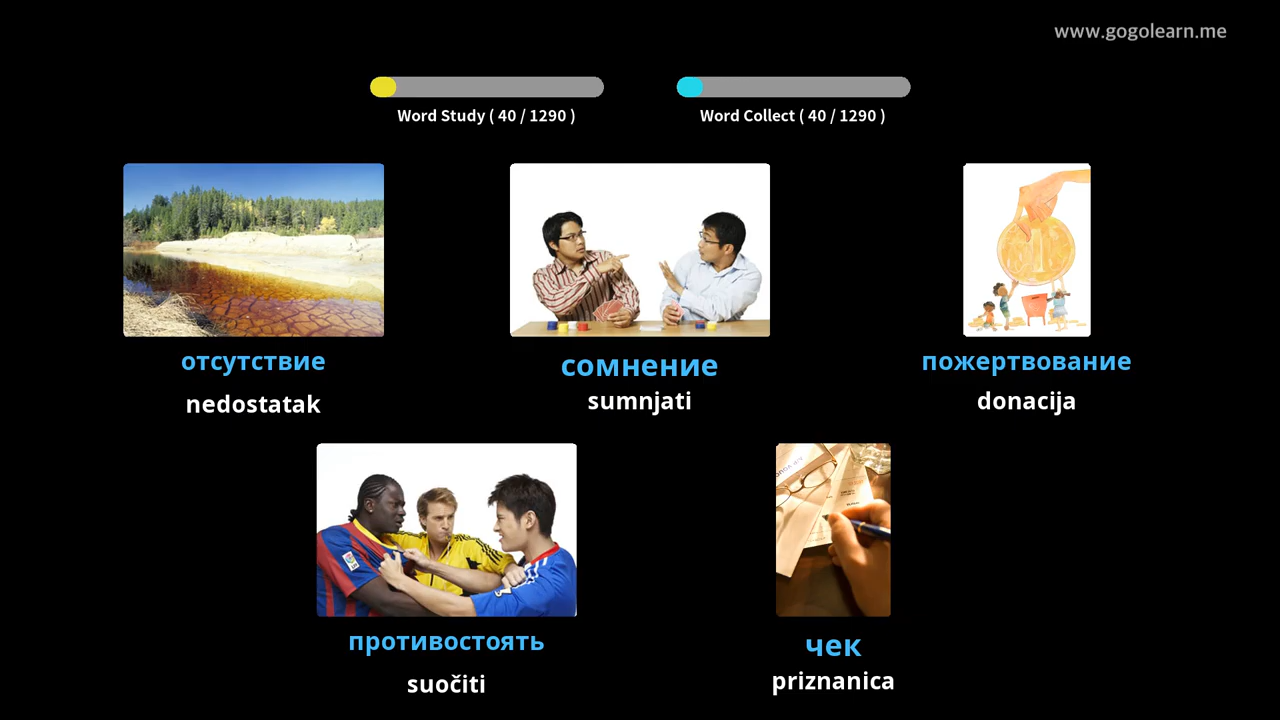 www.gogolearn.me
Word Study ( 40 / 1290 )
Word Collect ( 40 / 1290 )
отсутствие
nedostatak
сомнение
sumnjati
пожертвование
donacija
противостоять
suočiti
чек
priznanica